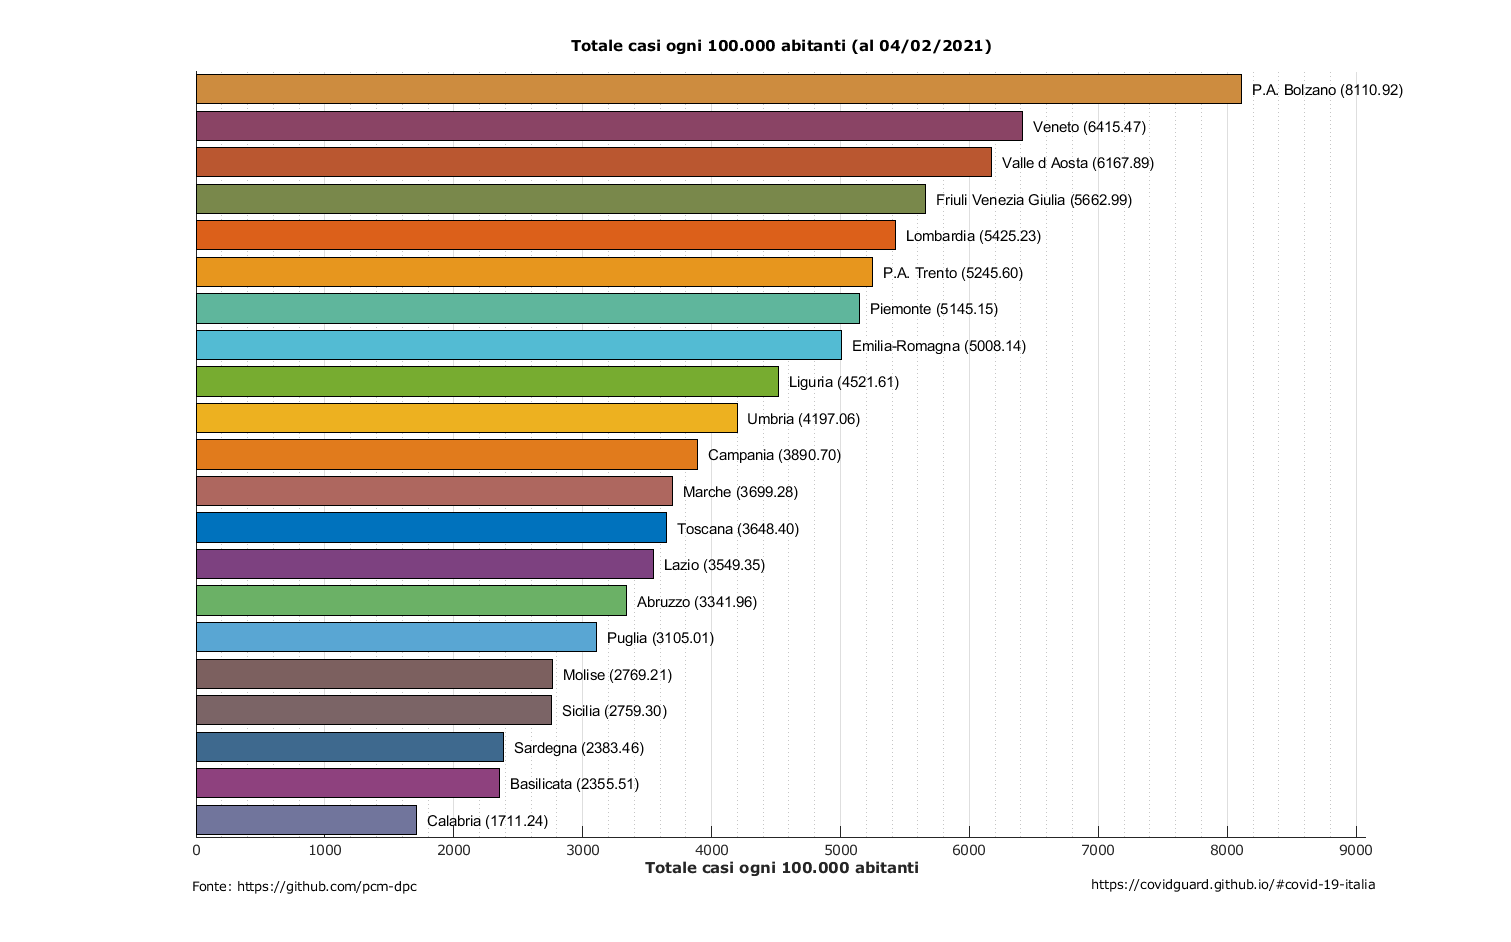 Totale casi ogni 100.000 abitanti (al 04/02/2021)
P.A. Bolzano (8110.92)
Veneto (6415.47)
Valle d Aosta (6167.89)
Friuli Venezia Giulia (5662.99)
Lombardia (5425.23)
P.A. Trento (5245.60)
Piemonte (5145.15)
Emilia-Romagna (5008.14)
Liguria (4521.61)
Umbria (4197.06)
Campania (3890.70)
Marche (3699.28)
Toscana (3648.40)
Lazio (3549.35)
Abruzzo (3341.96)
Puglia (3105.01)
Molise (2769.21)
Sicilia (2759.30)
Sardegna (2383.46)
Basilicata (2355.51)
Calabria (1711.24)
0 1000 2000 3000 4000 5000 6000 7000 8000 9000
Totale casi ogni 100.000 abitanti
Fonte: https://github.com/pcm-dpc
https://covidguard.github.io/#covid-19-italia